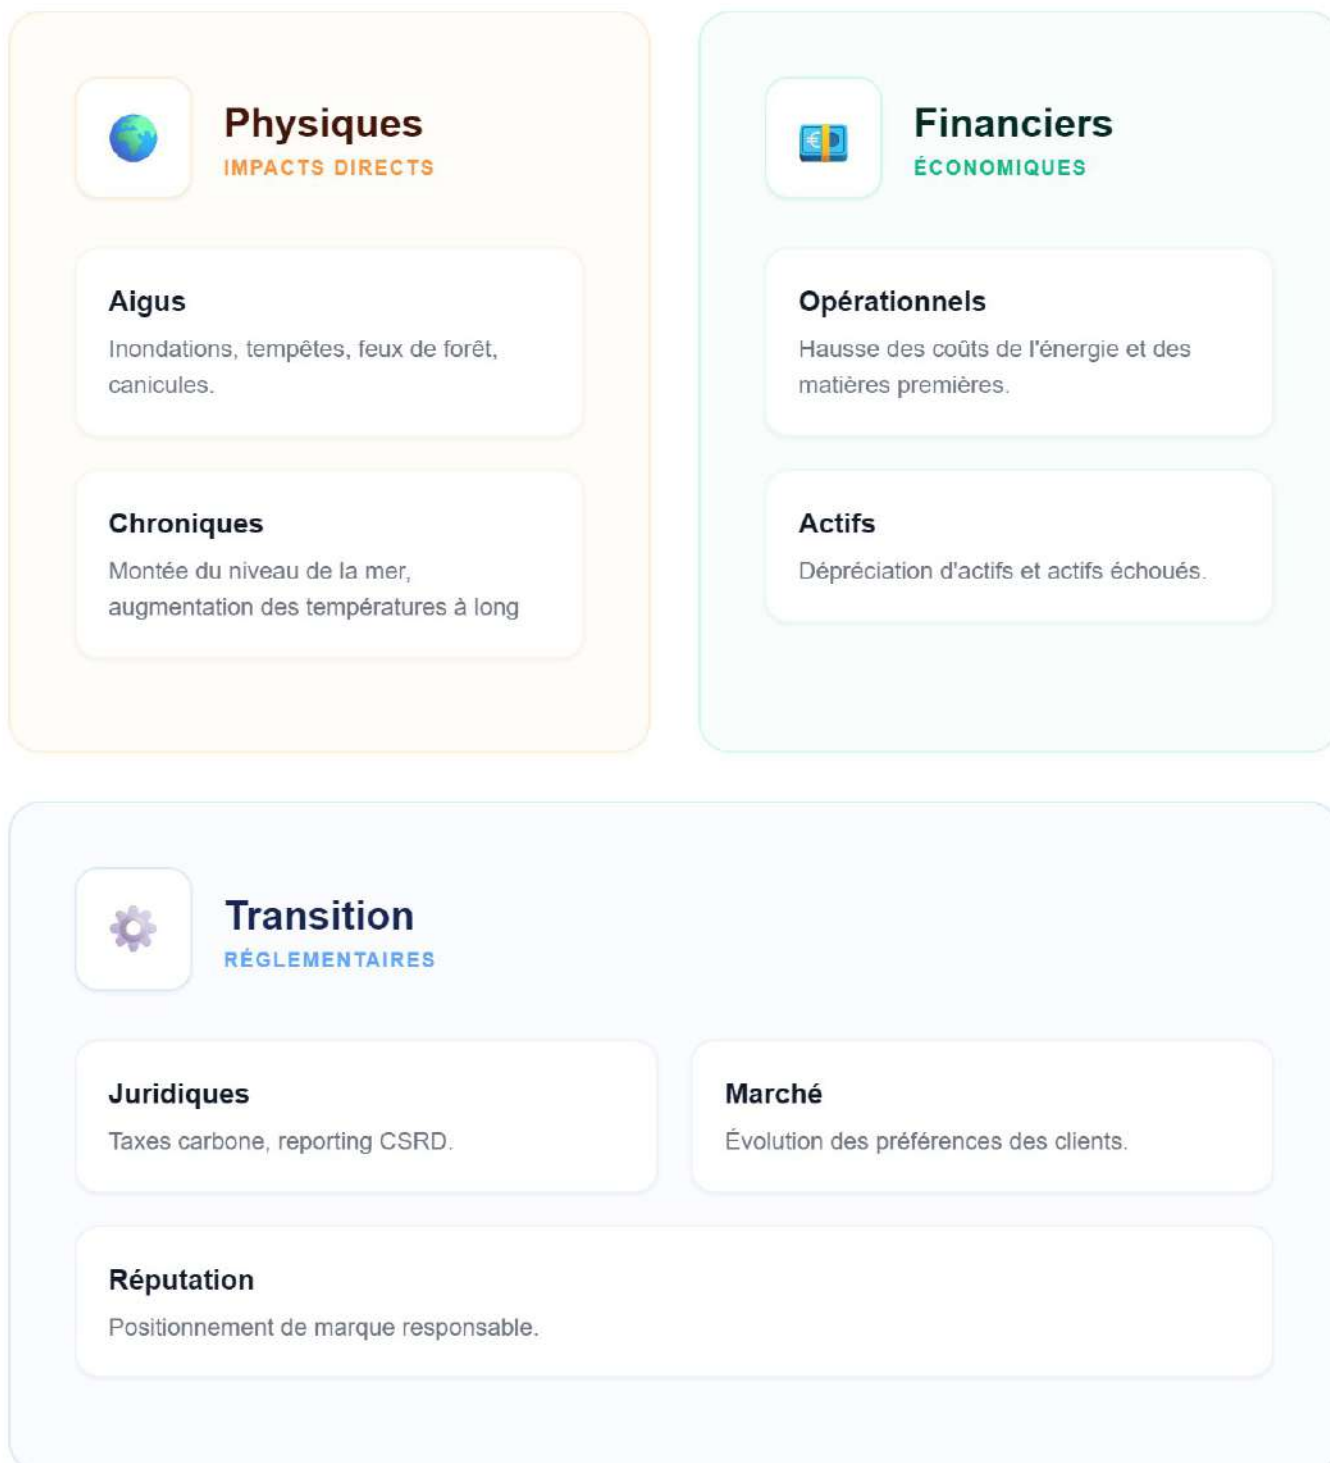 Physiques
IMPACTS DIRECTS
Aigus
Inondations, tempêtes, feux de forêt,
canicules.
Chroniques
Montée du niveau de la mer,
augmentation des températures à long
Financiers
ÉCONOMIQUES
Opérationnels
Hausse des coûts de l'énergie et des
matières premières.
Actifs
Dépréciation d'actifs et actifs échoués.
Transition
RÉGLEMENTAIRES
Juridiques
Taxes carbone, reporting CSRD.
Marché
Évolution des préférences des clients.
Réputation
Positionnement de marque responsable.